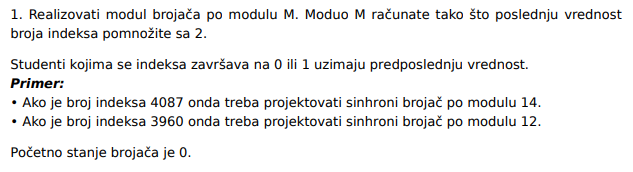 1. Realizovati modul brojača po modulu M. Moduo M računate tako što poslednju vrednost
broja indeksa pomnožite sa 2.
Studenti kojima se indeksa završava na 0 ili 1 uzimaju predposlednju vrednost.
Primer:
• Ako je broj indeksa 4087 onda treba projektovati sinhroni brojač po modulu 14.
• Ako je broj indeksa 3960 onda treba projektovati sinhroni brojač po modulu 12.
Početno stanje brojača je 0.